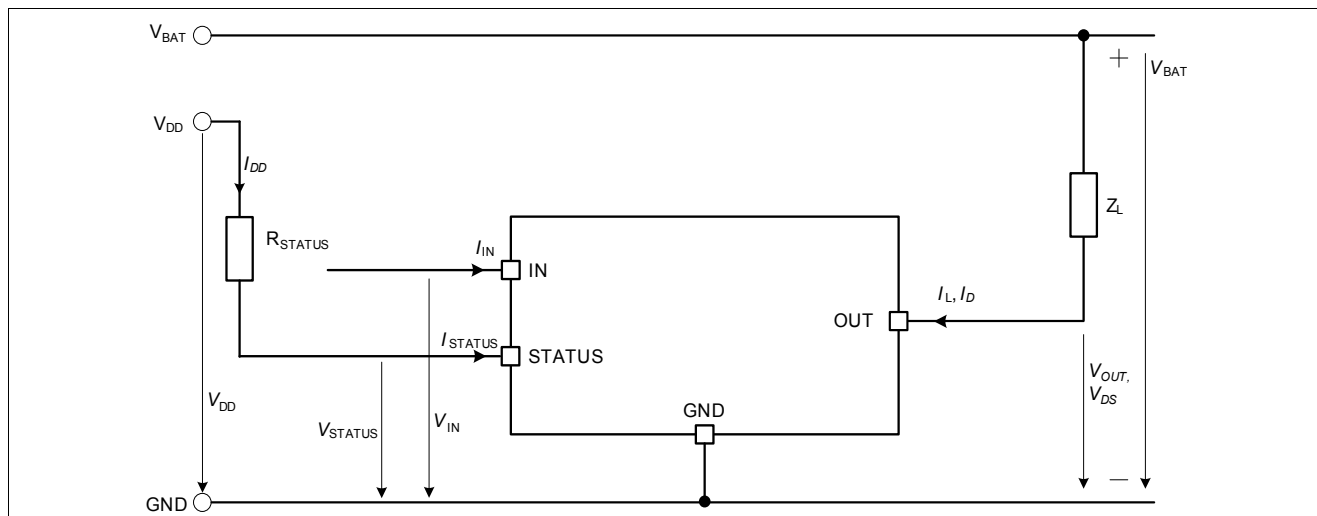 VBAT
+
VBAT
VDD
IDD
RSTATUS
ZL
IIN
IN
IL, ID
OUT
ISTATUS
STATUS
VOUT,
VDS
VDD
GND
VSTATUS
VIN
GND
–